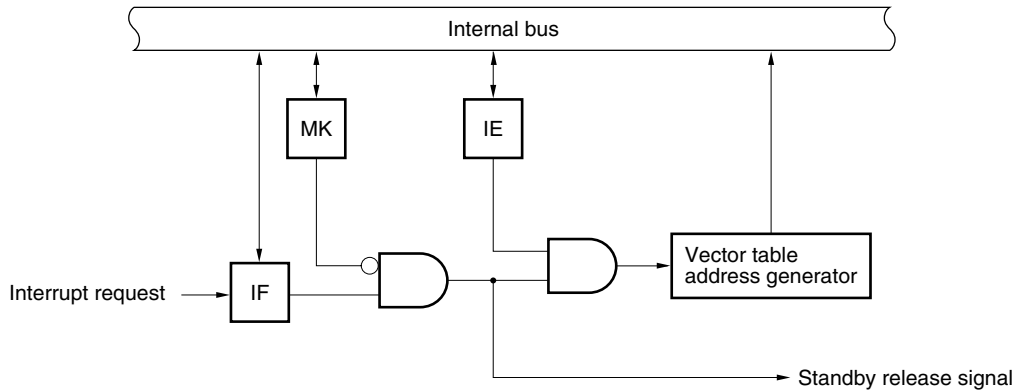 Internal bus
MK
IE
Interrupt request
IF
Vector table
address generator
Standby release signal